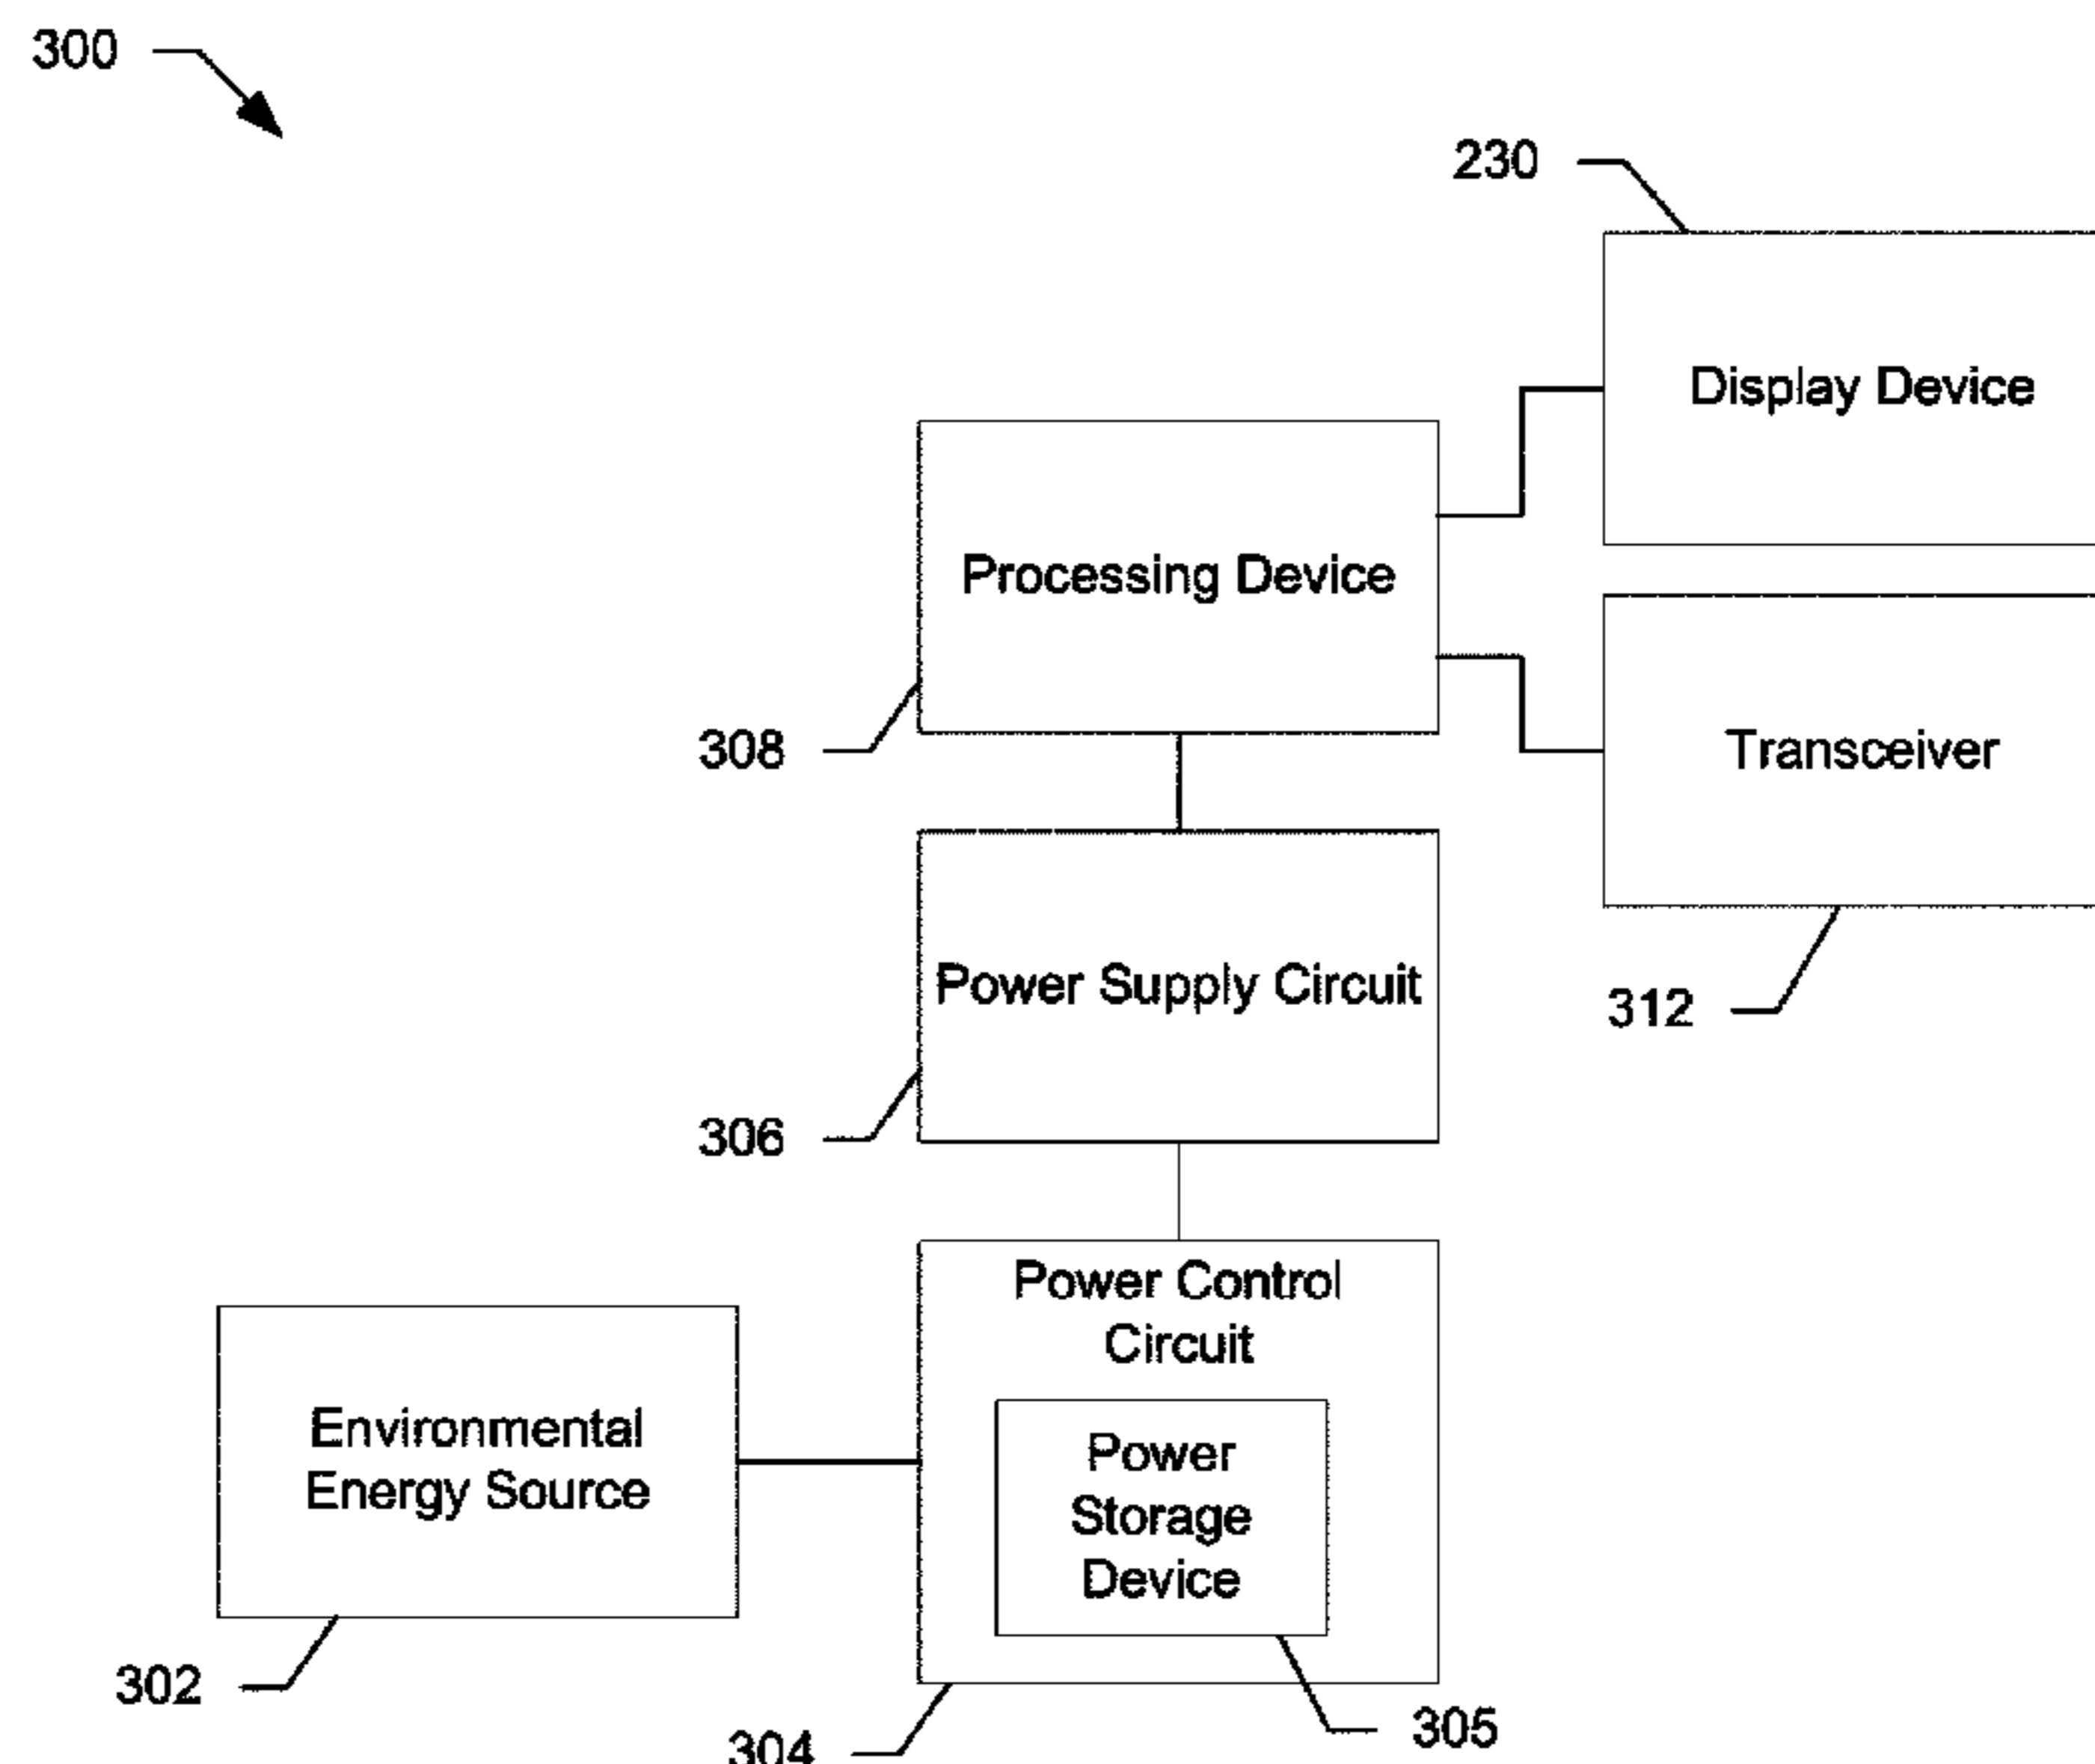 300
230
Display Device
Processing Device
308
Transceiver
Power Supply Circuit
312
306
Power Control
Circuit
Environmental
Energy Source
Power
Storage
Device
302
304
305